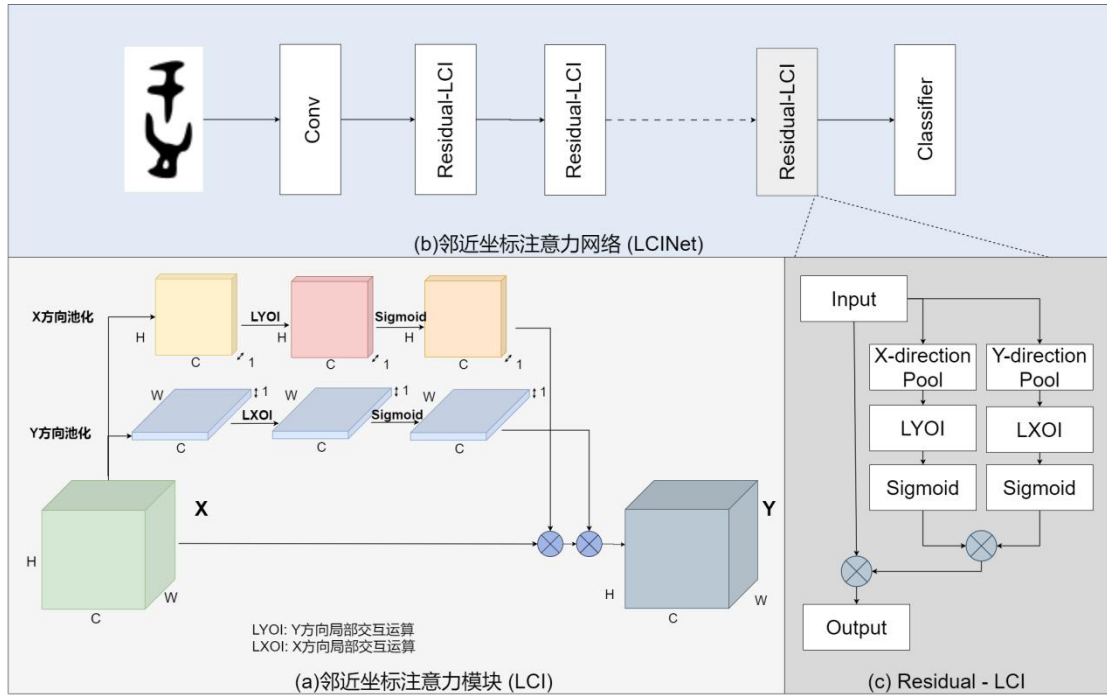 Conv
Residual-LCI
Residual-LCI
Residual-LCI
Classifier
(b)邻近坐标注意力网络 (LCINet)
X方向池化
H
C
1
LYOI
H
C
1
Sigmoid
H
C
1
Y方向池化
W
1
C
LXOI
W
1
C
Sigmoid
W
1
C
X
H
W
C
Y
H
W
C
LYOI: Y方向局部交互运算
LXOI: X方向局部交互运算
(a)邻近坐标注意力模块 (LCI)
Input
X-direction
Pool
Y-direction
Pool
LYOI
LXOI
Sigmoid
Sigmoid
Output
(c) Residual - LCI